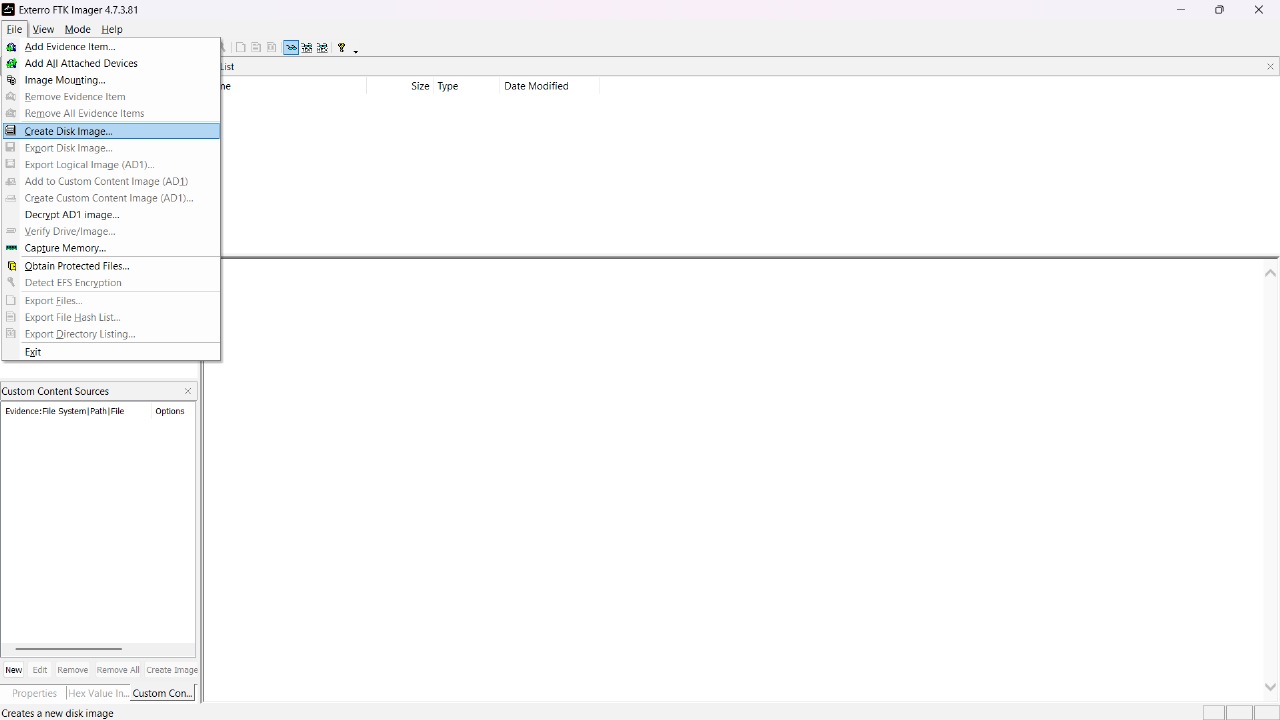 Exterro FTK Imager 4.7.3.81
File View Mode Help
Add Evidence Item...
Add All Attached Devices
List
Image Mounting...
ne Size Type Date Modified
Remove Evidence Item
Remove All Evidence Items
Create Disk Image...
Export Disk Image...
Export Logical Image (AD1)...
Add to Custom Content Image (AD1)
Create Custom Content Image (AD1)...
Decrypt AD1 image...
Verify Drive/Image...
Capture Memory...
Obtain Protected Files...
Detect EFS Encryption
Export Files...
Export File Hash List...
Export Directory Listing...
Exit
Custom Content Sources
Evidence:File System|Path|File Options
New Edit Remove Remove All Create Image
Properties Hex Value In... Custom Con...
Creates a new disk image